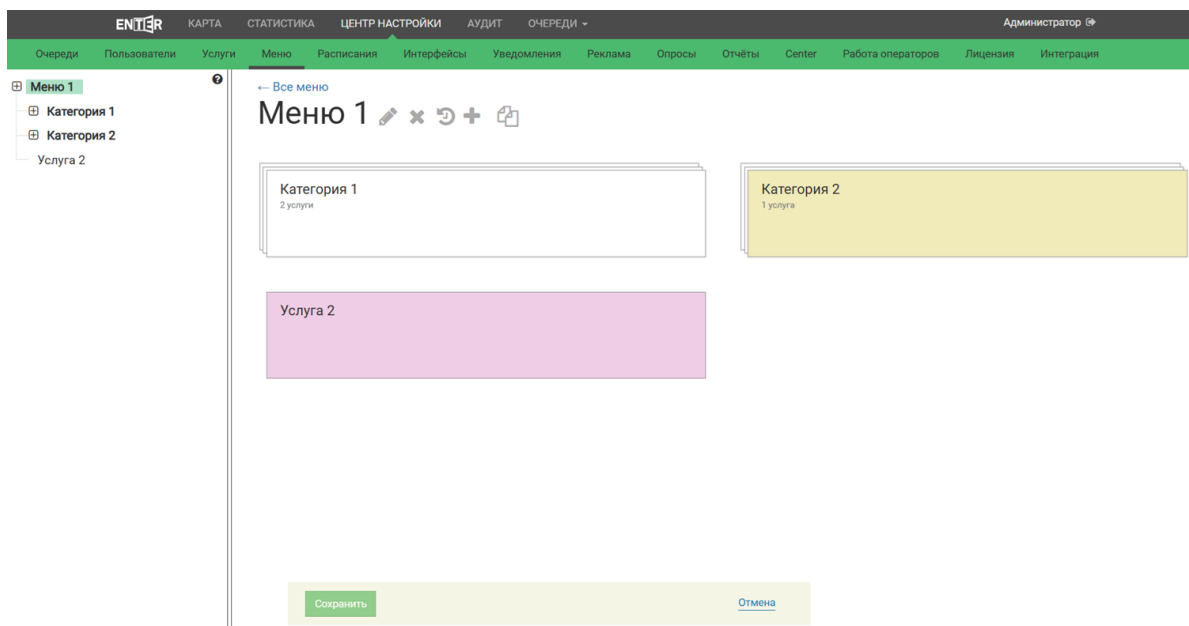 ENTER КАРТА СТАТИСТИКА ЦЕНТР НАСТРОЙКИ АУДИТ ОЧЕРЕДИ Администратор
Очереди Пользователи Услуги Меню Расписания Интерфейсы Уведомления Реклама Опросы Отчёты Center Работа операторов Лицензия Интеграция
Меню 1
Категория 1
Категория 2
Услуга 2
← Все меню
Меню 1
Категория 1
2 услуги
Категория 2
1 услуга
Услуга 2
Сохранить Отмена